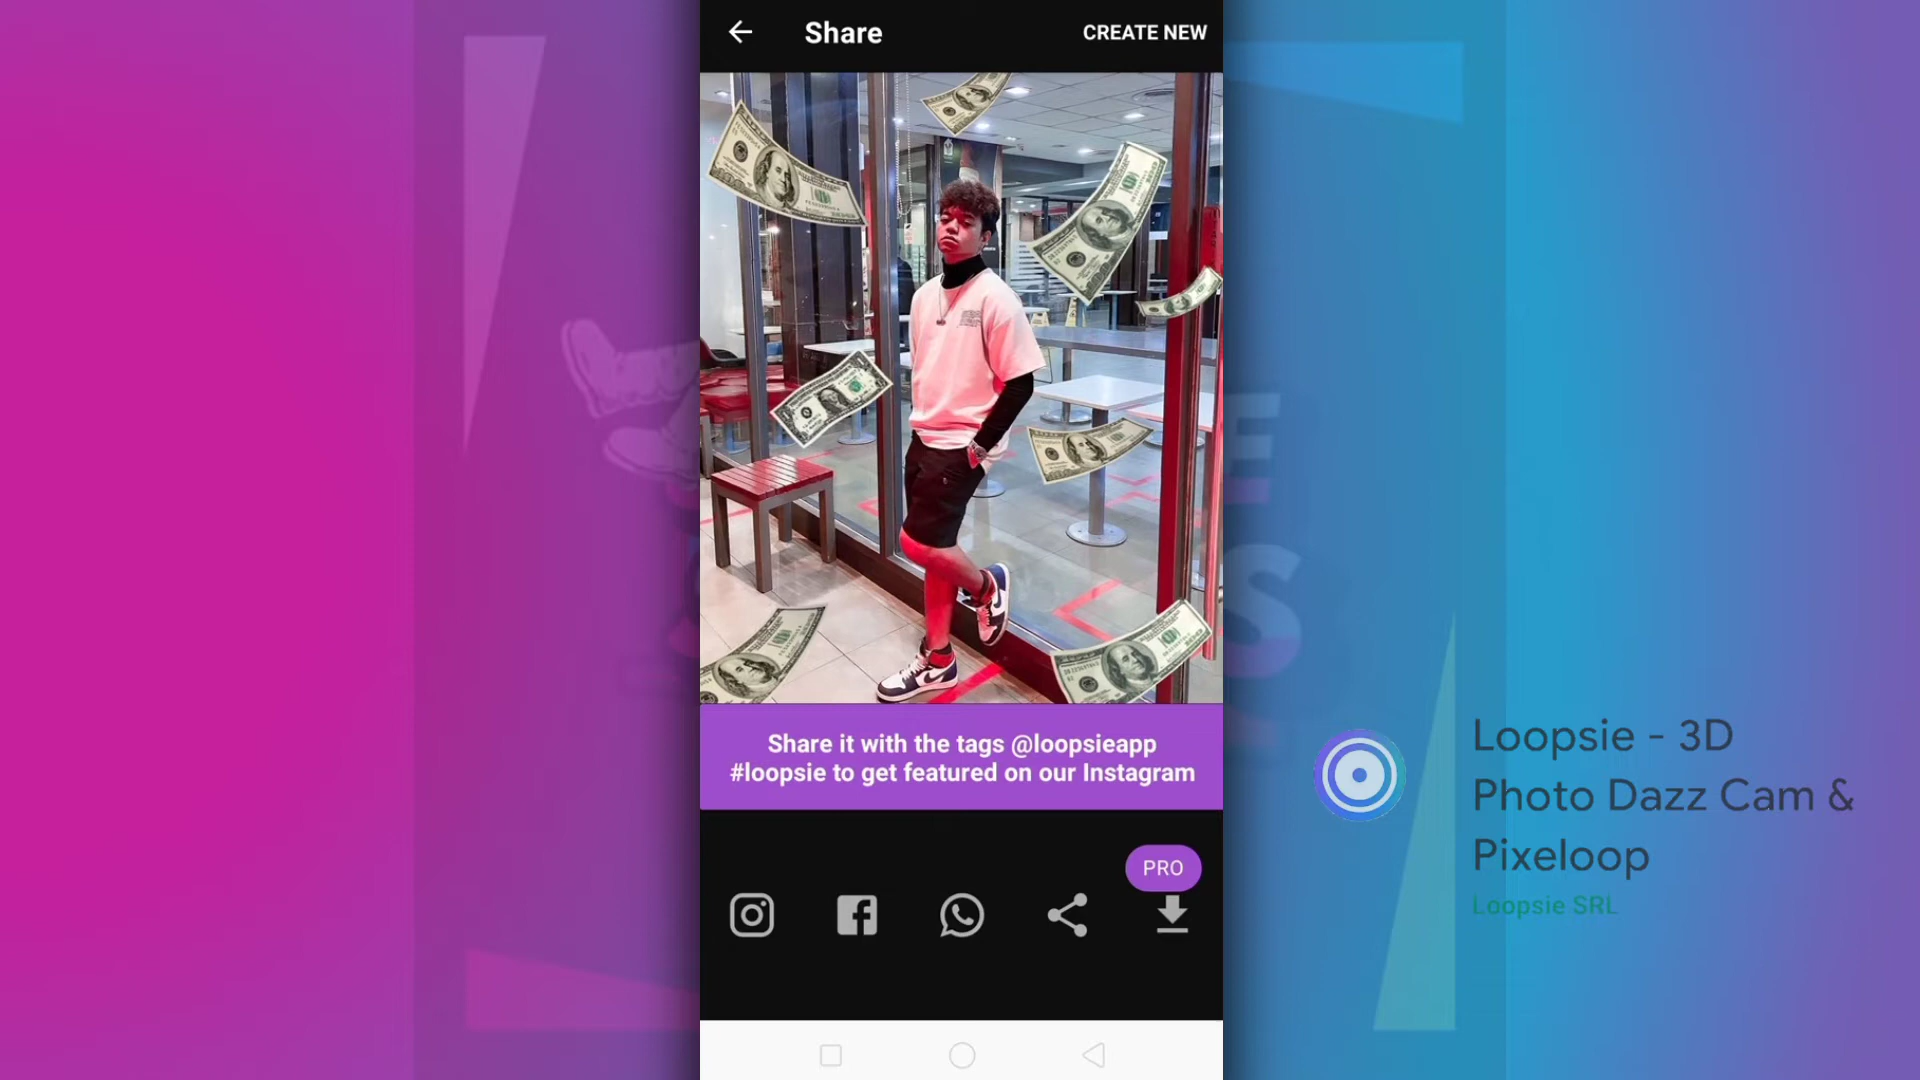 Share
CREATE NEW
Share it with the tags @loopsieapp
#loopsie to get featured on our Instagram
PRO
Loopsie - 3D
Photo Dazz Cam &
Pixeloop
Loopsie SRL